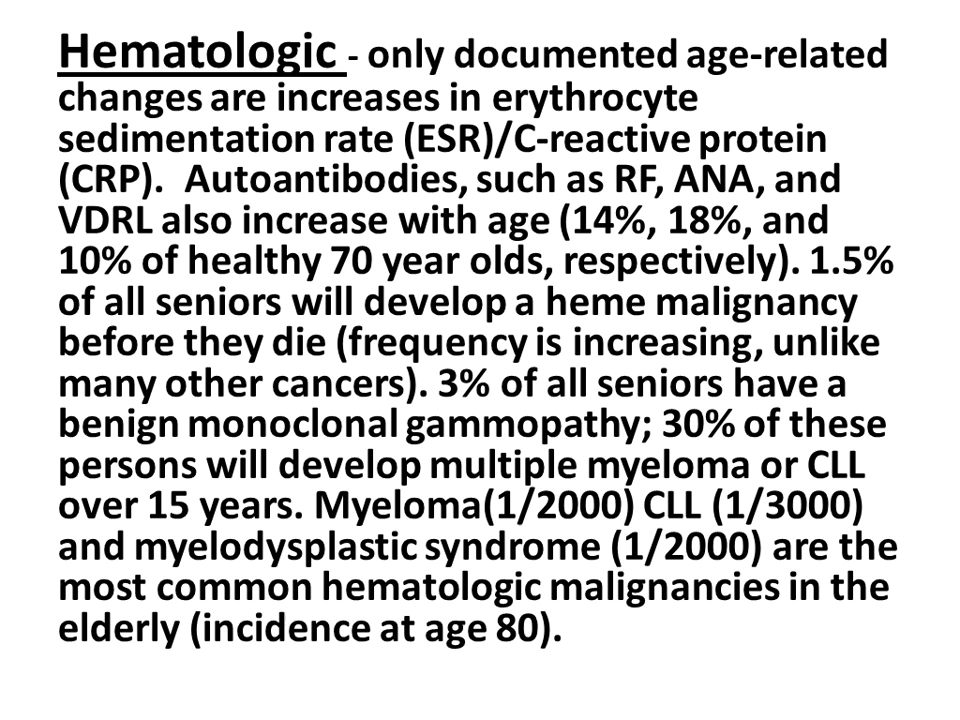 Hematologic - only documented age-related
changes are increases in erythrocyte
sedimentation rate (ESR)/C-reactive protein
(CRP).  Autoantibodies, such as RF, ANA, and
VDRL also increase with age (14%, 18%, and
10% of healthy 70 year olds, respectively). 1.5%
of all seniors will develop a heme malignancy
before they die (frequency is increasing, unlike
many other cancers). 3% of all seniors have a
benign monoclonal gammopathy; 30% of these
persons will develop multiple myeloma or CLL
over 15 years. Myeloma(1/2000) CLL (1/3000)
and myelodysplastic syndrome (1/2000) are the
most common hematologic malignancies in the
elderly (incidence at age 80).